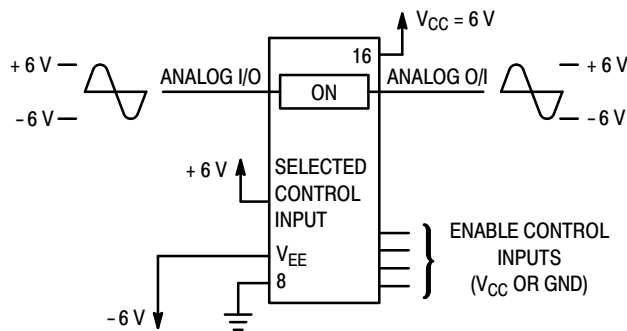 V_CC = 6 V
16
+ 6 V
- 6 V
ANALOG I/O
ON
ANALOG O/I
+ 6 V
- 6 V
+ 6 V
SELECTED
CONTROL
INPUT
V_EE
8
- 6 V
ENABLE CONTROL
INPUTS
(V_CC OR GND)